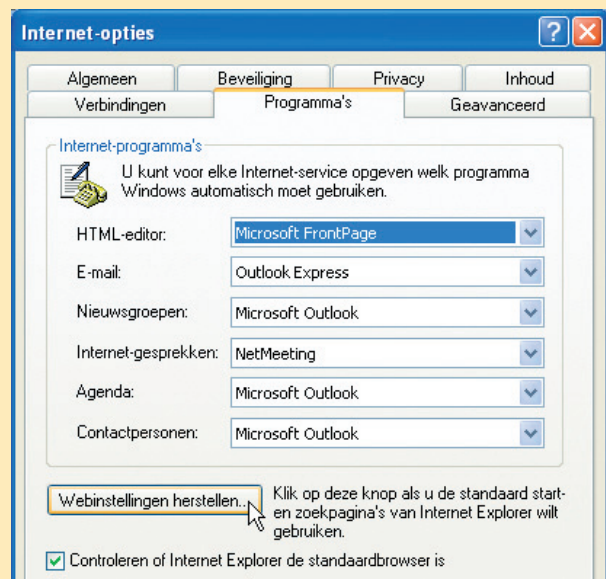 Internet-opties
Algemeen Beveiliging Privacy Inhoud
Verbindingen Programma's Geavanceerd
Internet-programma's
U kunt voor elke Internet-service opgeven welk programma
Windows automatisch moet gebruiken.
HTML-editor: Microsoft FrontPage
E-mail: Outlook Express
Nieuwsgroepen: Microsoft Outlook
Internet-gesprekken: NetMeeting
Agenda: Microsoft Outlook
Contactpersonen: Microsoft Outlook
Webinstellingen herstellen... Klik op deze knop als u de standaard start-
en zoekpagina's van Internet Explorer wilt
gebruiken.
Controleren of Internet Explorer de standaardbrowser is